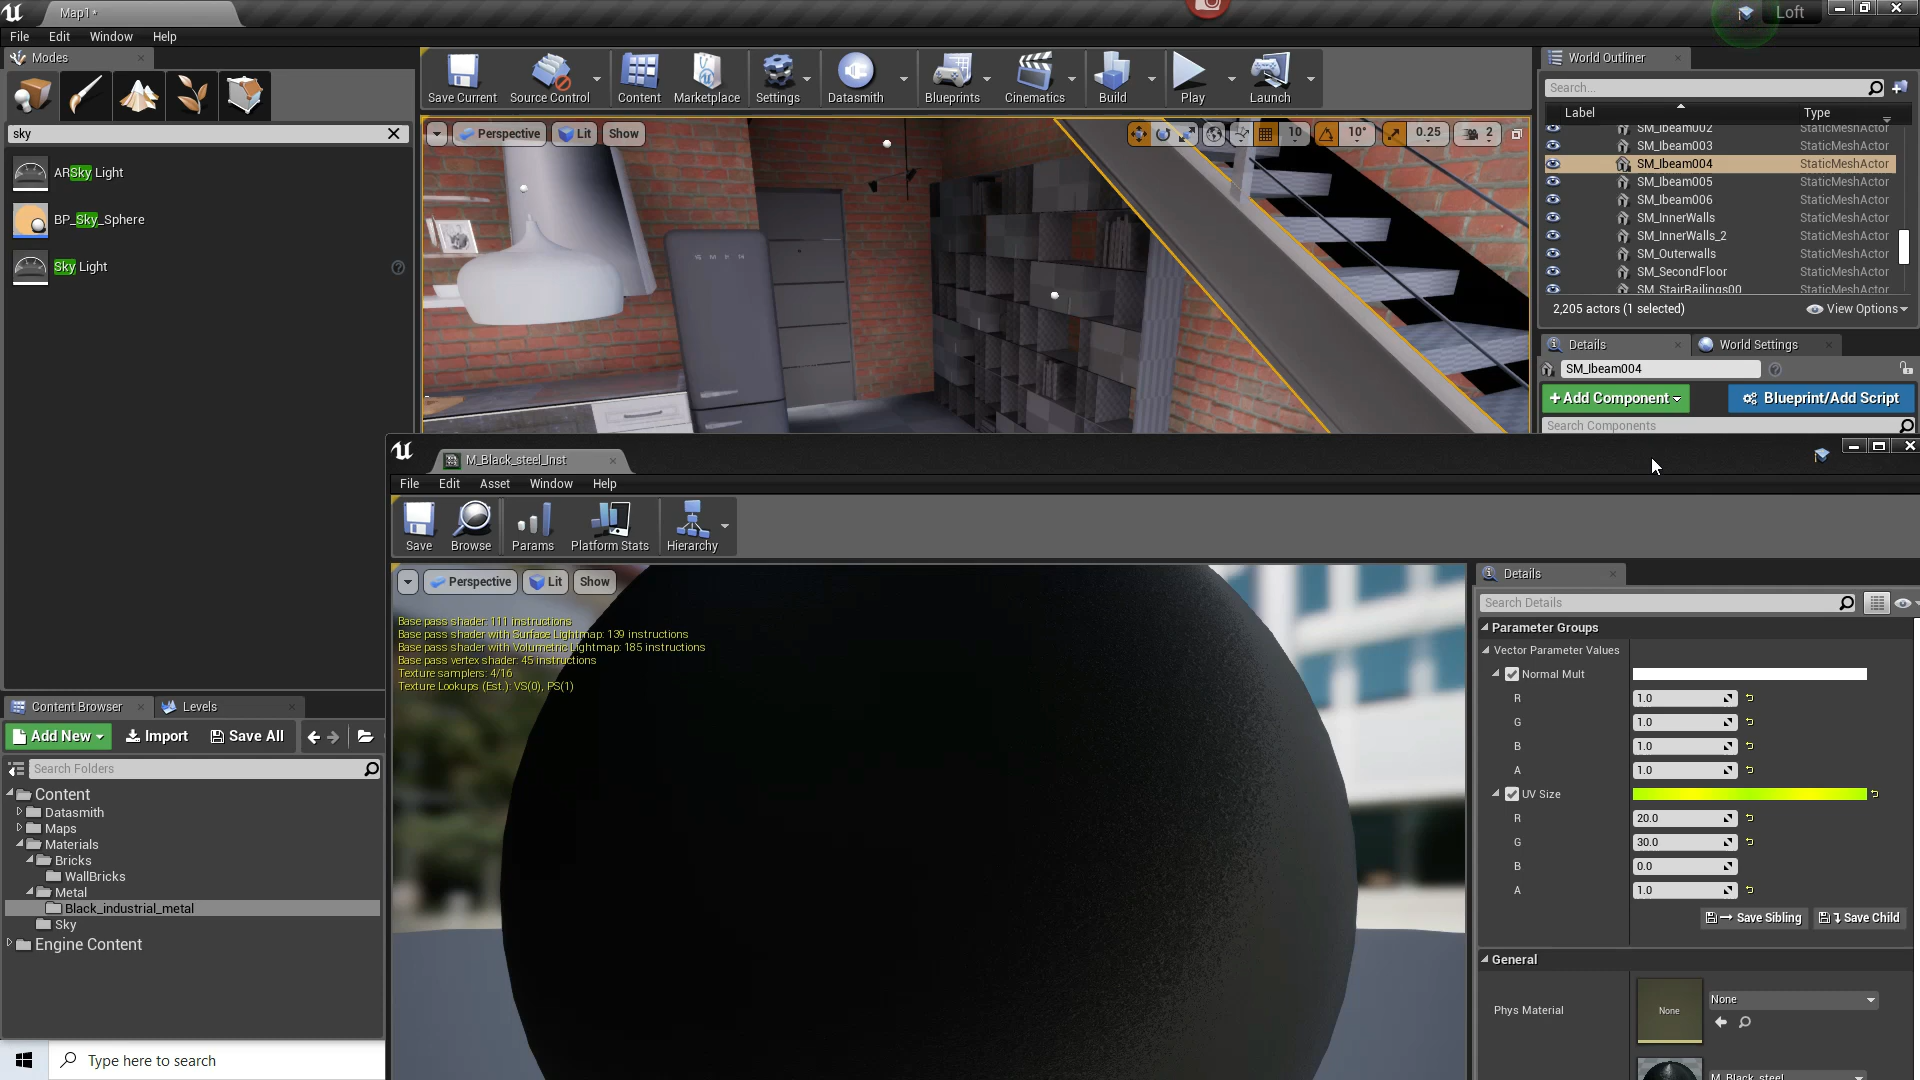 Map1*
Loft
File Edit Window Help
Modes
sky
ARSky Light
BP_Sky_Sphere
Sky Light
Save Current
Source Control
Content
Marketplace
Settings
Datasmith
Blueprints
Cinematics
Build
Play
Launch
Perspective
Lit
Show
10
10°
0.25
2
World Outliner
Search...
Label
Type
SM_Ibeam002 StaticMeshActor
SM_Ibeam003 StaticMeshActor
SM_Ibeam004 StaticMeshActor
SM_Ibeam005 StaticMeshActor
SM_Ibeam006 StaticMeshActor
SM_InnerWalls StaticMeshActor
SM_InnerWalls_2 StaticMeshActor
SM_Outerwalls StaticMeshActor
SM_SecondFloor StaticMeshActor
SM_StairRailings00 StaticMeshActor
2,205 actors (1 selected)
View Options
Details
World Settings
SM_Ibeam004
+Add Component
Blueprint/Add Script
Search Components
M_Black_steel_Inst
File Edit Asset Window Help
Save
Browse
Params
Platform Stats
Hierarchy
Perspective
Lit
Show
Base pass shader: 111 instructions
Base pass shader with Surface Lightmap: 139 instructions
Base pass shader with Volumetric Lightmap: 185 instructions
Base pass vertex shader: 45 instructions
Texture samplers: 4/16
Texture Lookups (Est.): VS(0), PS(1)
Details
Search Details
Parameter Groups
Vector Parameter Values
Normal Mult
R 1.0
G 1.0
B 1.0
A 1.0
UV Size
R 20.0
G 30.0
B 0.0
A 1.0
Save Sibling
Save Child
General
Phys Material
None
None
M_Black_steel
Content Browser
Levels
Add New
Import
Save All
Search Folders
Content
Datasmith
Maps
Materials
Bricks
WallBricks
Metal
Black_industrial_metal
Sky
Engine Content
Type here to search